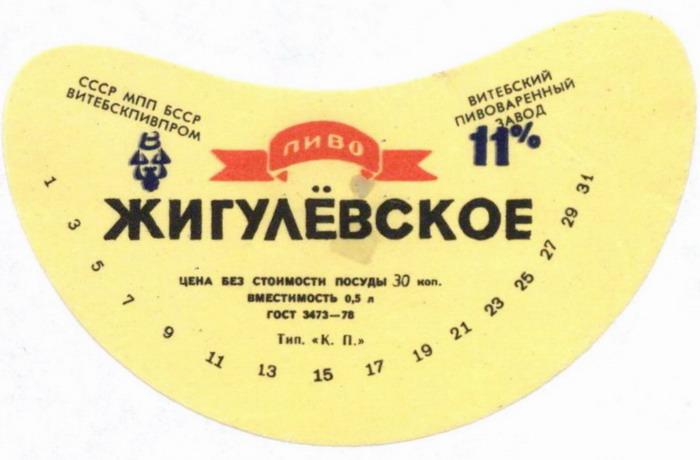 СССР МПП БССР
ВИТЕБСКПИВПРОМ
В
ВИТЕБСКИЙ
ПИВОВАРЕННЫЙ
ЗАВОД
11%
ПИВО
ЖИГУЛЁВСКОЕ
ЦЕНА БЕЗ СТОИМОСТИ ПОСУДЫ 30 коп.
ВМЕСТИМОСТЬ 0,5 л
ГОСТ 3473—78
Тип. «К. П.»
1 3 5 7 9 11 13 15 17 19 21 23 25 27 29 31